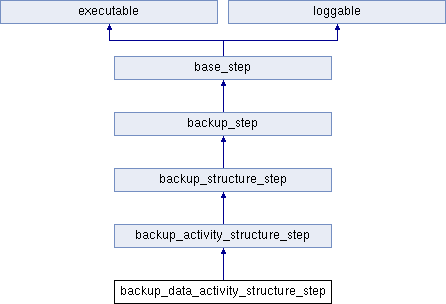 executable
loggable
base_step
backup_step
backup_structure_step
backup_activity_structure_step
backup_data_activity_structure_step